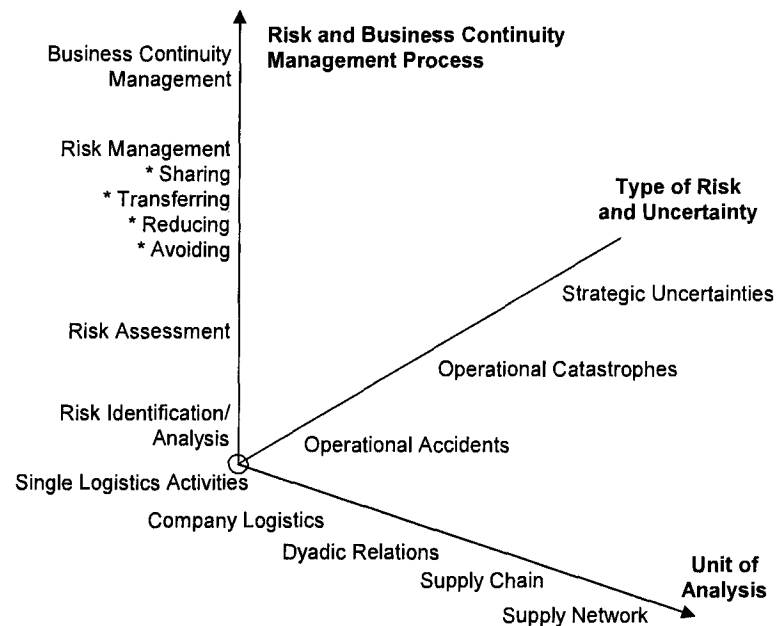 Risk and Business Continuity
Management Process
Business Continuity
Management
Risk Management
* Sharing
* Transferring
* Reducing
* Avoiding
Risk Assessment
Risk Identification/
Analysis
Type of Risk
and Uncertainty
Strategic Uncertainties
Operational Catastrophes
Operational Accidents
Single Logistics Activities
Company Logistics
Dyadic Relations
Supply Chain
Supply Network
Unit of
Analysis